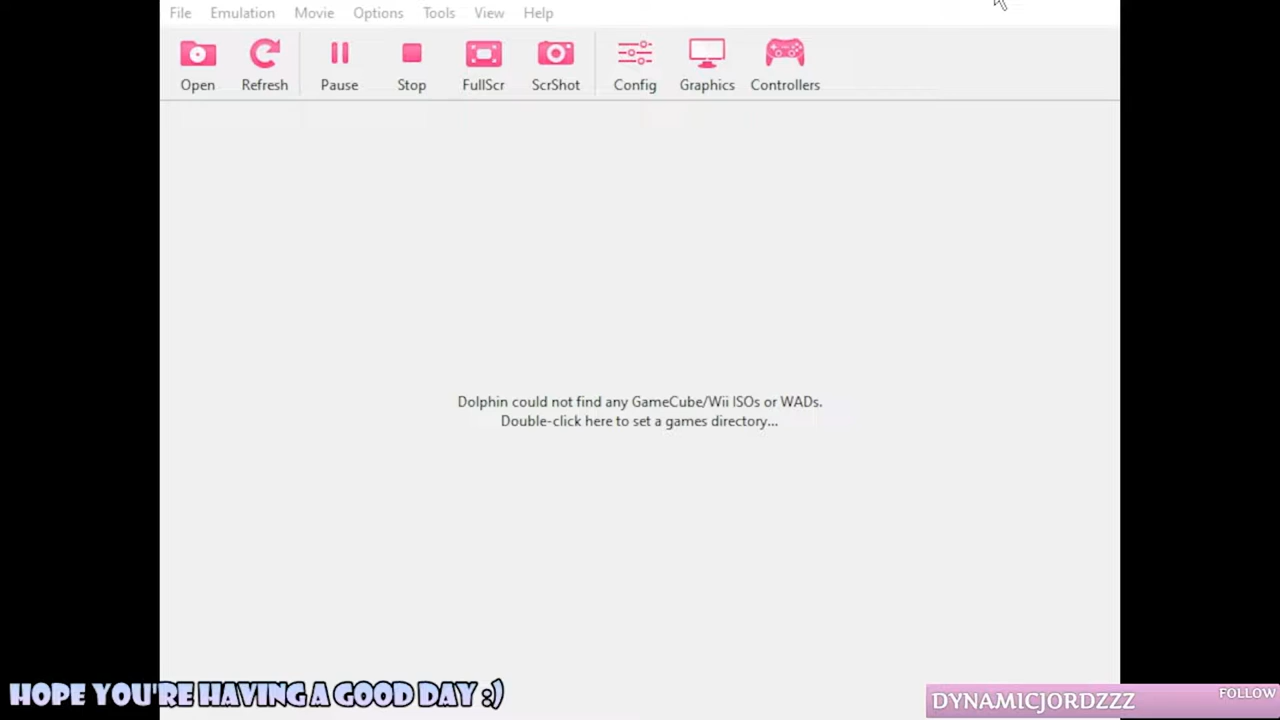 File Emulation Movie Options Tools View Help
Open Refresh Pause Stop FullScr ScrShot Config Graphics Controllers
Dolphin could not find any GameCube/Wii ISOs or WADs.
Double-click here to set a games directory...
HOPE YOU'RE HAVING A GOOD DAY :)
DYNAMICJORDZZZ FOLLOW